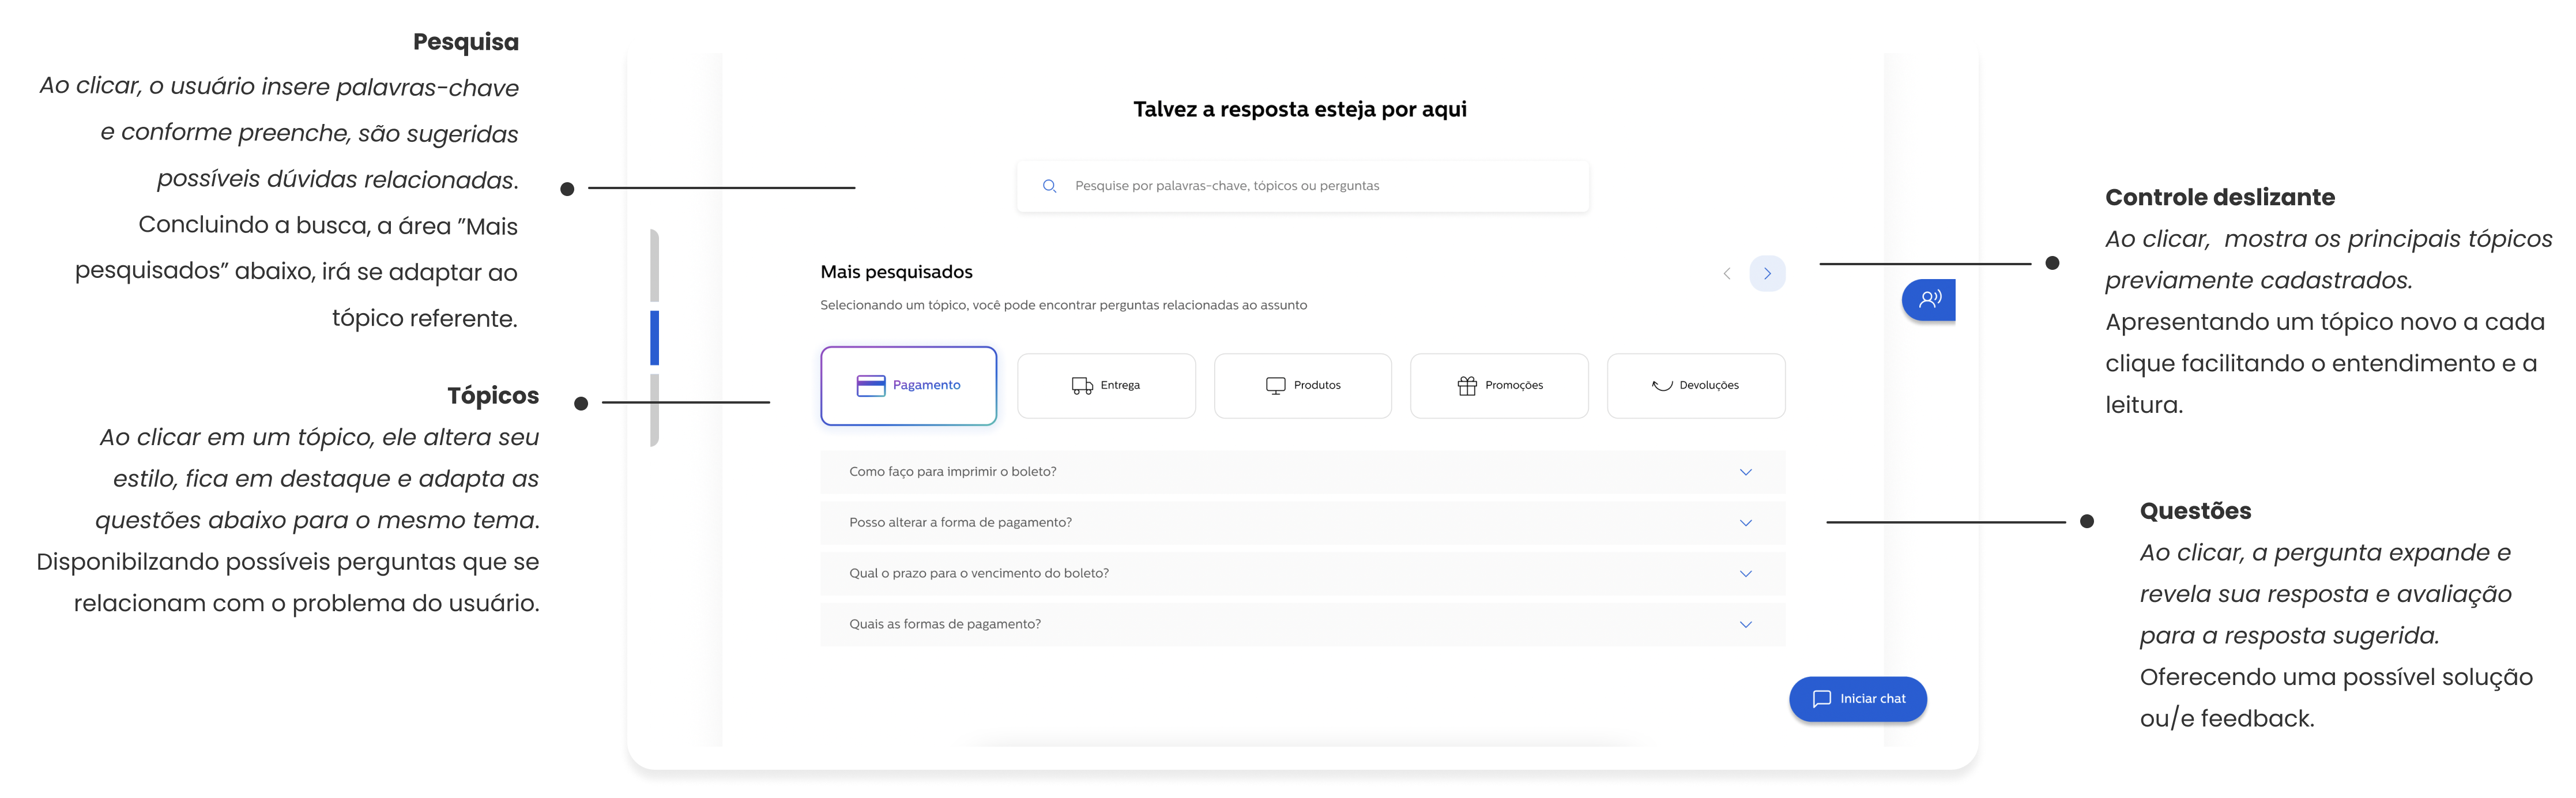 Pesquisa
Ao clicar, o usuário insere palavras-chave
e conforme preenche, são sugeridas
possíveis dúvidas relacionadas.
Concluindo a busca, a área ”Mais
pesquisados” abaixo, irá se adaptar ao
tópico referente.
Tópicos
Ao clicar em um tópico, ele altera seu
estilo, fica em destaque e adapta as
questões abaixo para o mesmo tema.
Disponibilzando possíveis perguntas que se
relacionam com o problema do usuário.
Talvez a resposta esteja por aqui
Pesquise por palavras-chave, tópicos ou perguntas
Mais pesquisados
Selecionando um tópico, você pode encontrar perguntas relacionadas ao assunto
Pagamento
Entrega
Produtos
Promoções
Devoluções
Como faço para imprimir o boleto?
Posso alterar a forma de pagamento?
Qual o prazo para o vencimento do boleto?
Quais as formas de pagamento?
Iniciar chat
Controle deslizante
Ao clicar, mostra os principais tópicos
previamente cadastrados.
Apresentando um tópico novo a cada
clique facilitando o entendimento e a
leitura.
Questões
Ao clicar, a pergunta expande e
revela sua resposta e avaliação
para a resposta sugerida.
Oferecendo uma possível solução
ou/e feedback.